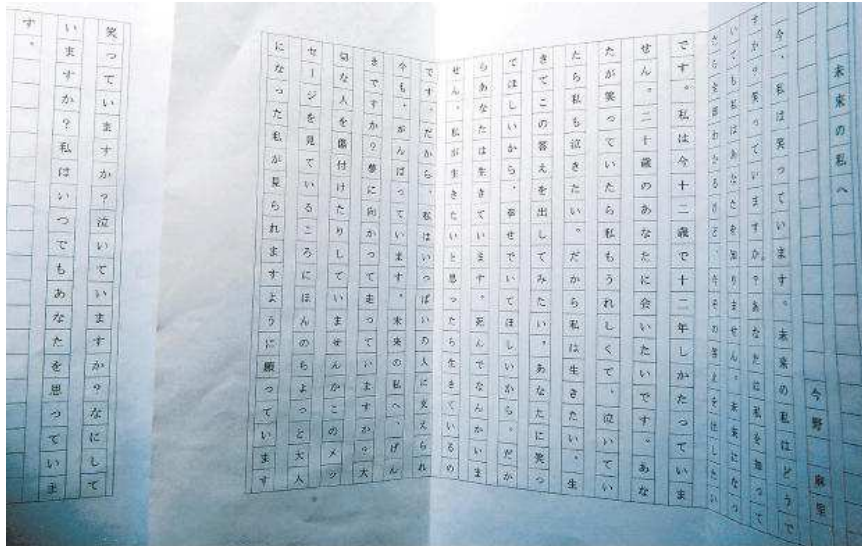 未来の私へ
今野 麻里
今、私は笑っています。未来の私はどうで
すか？笑っていますか？あなたは私を知って
いても私はあなたを知りません。未来になっ
たら全部わかるけど、今その答えを出したい
です。私は今十二歳で十二年しかたっていま
せん。二十歳のあなたに会いたいです。あな
たが笑っていたら私もうれしくて、泣いてい
たら私も泣きたい。だから私は生きたい。生
きてこの答えを出してみたい。あなたに笑っ
てほしいから、幸せでいてほしいから。だか
らあなたは生きています。死んでなんかいま
せん。私が生きたいと思ったら生きているの
です。だから、私はいっぱいの人に支えられ
今も、がんばっています。未来の私へ、げん
きですか？夢に向かって走っていますか？大
切な人を傷付けたりしていませんかこのメッ
セージを見ているころにほんのちょっと大人
になった私が見られますように願っています
笑っていますか？泣いていますか？なにして
いますか？私はいつでもあなたを思っていま
す。